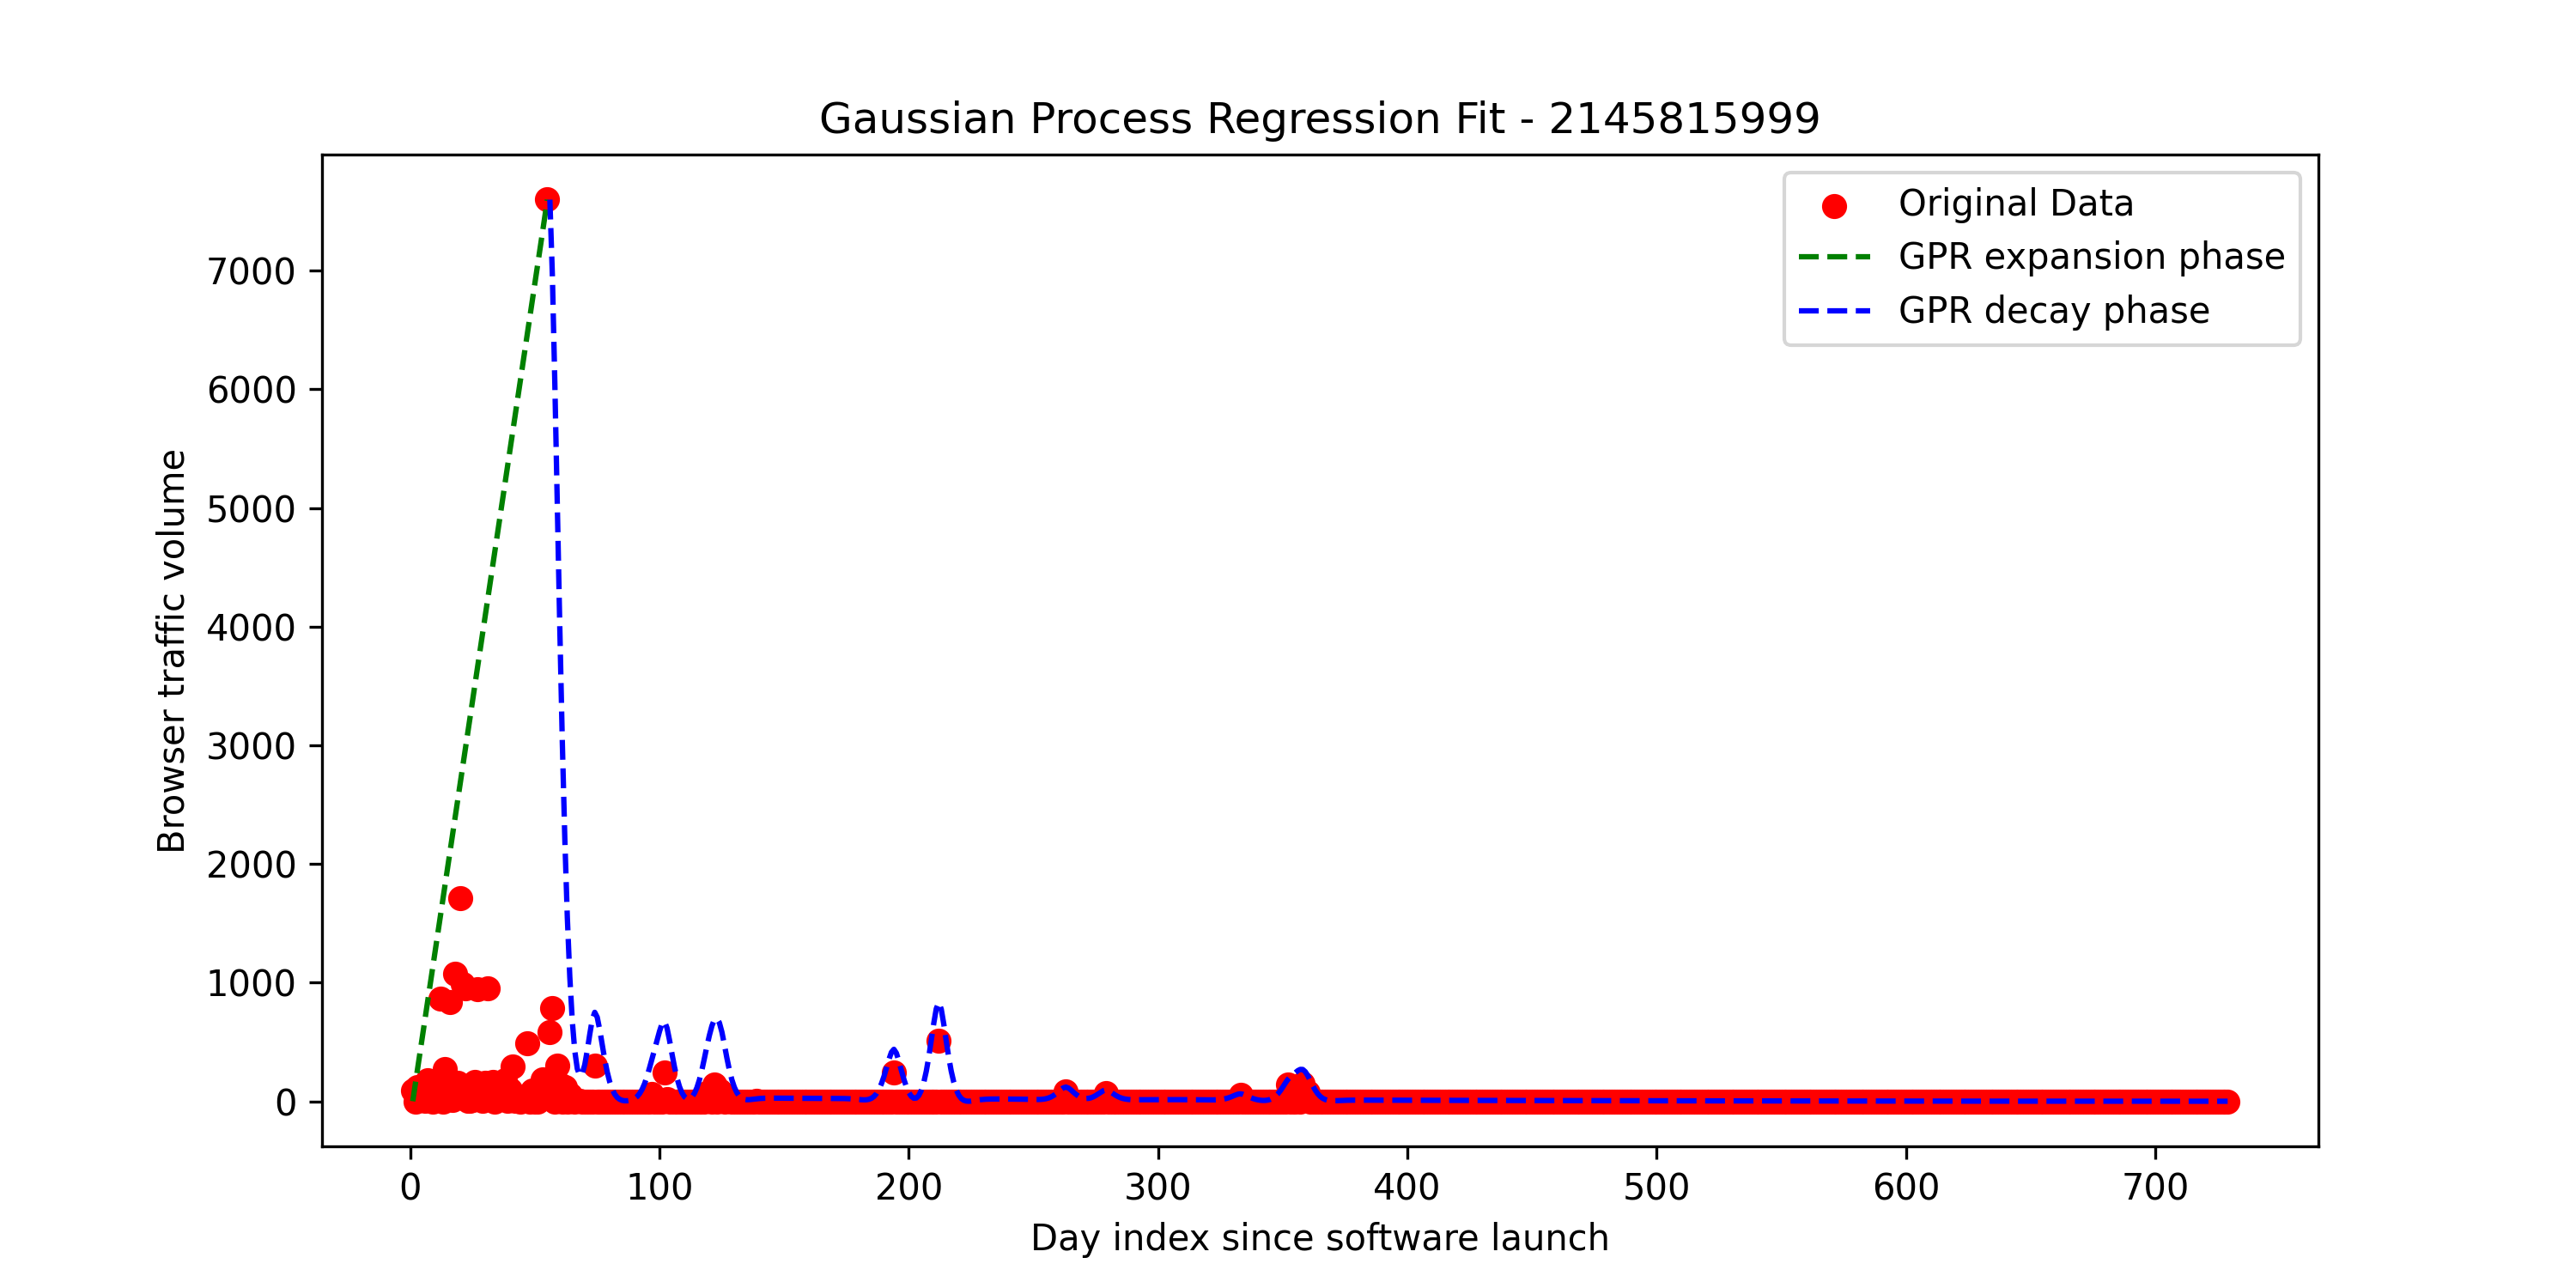 Gaussian Process Regression Fit - 2145815999
Original Data
GPR expansion phase
GPR decay phase
Browser traffic volume
7000
6000
5000
4000
3000
2000
1000
0
0 100 200 300 400 500 600 700
Day index since software launch